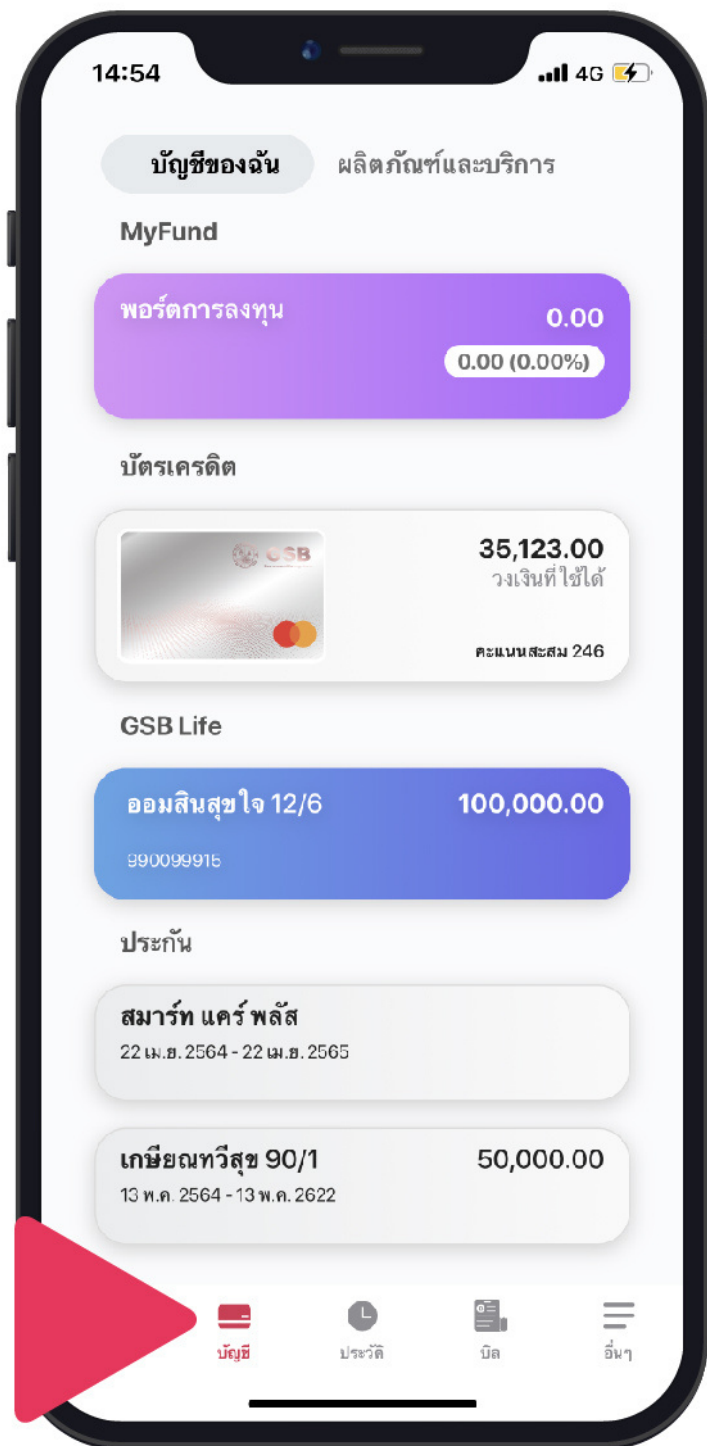 14:54
4G
บัญชีของฉัน ผลิตภัณฑ์และบริการ
MyFund
พอร์ตการลงทุน 0.00
0.00 (0.00%)
บัตรเครดิต
GSB
35,123.00
วงเงินที่ใช้ได้
คะแนนสะสม 246
GSB Life
ออมสินสุขใจ 12/6 100,000.00
990099915
ประกัน
สมาร์ท แคร์ พลัส
22 เม.ย. 2564 - 22 เม.ย. 2565
เกษียณทวีสุข 90/1 50,000.00
13 พ.ค. 2564 - 13 พ.ค. 2622
บัญชี ประวัติ บิล อื่นๆ